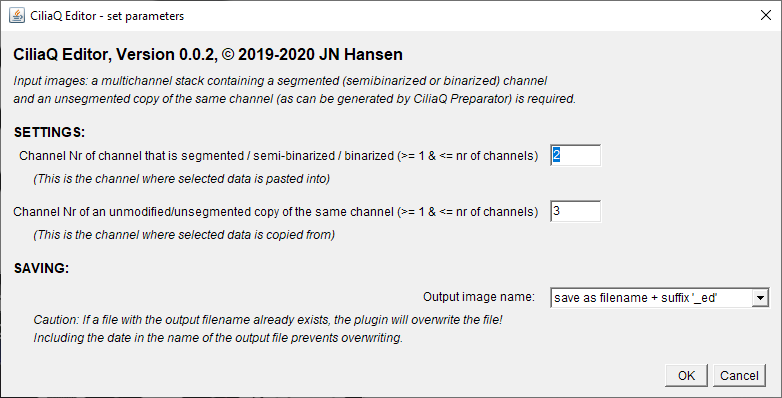 CiliaQ Editor - set parameters
CiliaQ Editor, Version 0.0.2, © 2019-2020 JN Hansen
Input images: a multichannel stack containing a segmented (semibinarized or binarized) channel
and an unsegmented copy of the same channel (as can be generated by CiliaQ Preparator) is required.
SETTINGS:
Channel Nr of channel that is segmented / semi-binarized / binarized (>= 1 & <= nr of channels) 2
(This is the channel where selected data is pasted into)
Channel Nr of an unmodified/unsegmented copy of the same channel (>= 1 & <= nr of channels) 3
(This is the channel where selected data is copied from)
SAVING:
Output image name: save as filename + suffix '_ed'
Caution: If a file with the output filename already exists, the plugin will overwrite the file!
Including the date in the name of the output file prevents overwriting.
OK Cancel